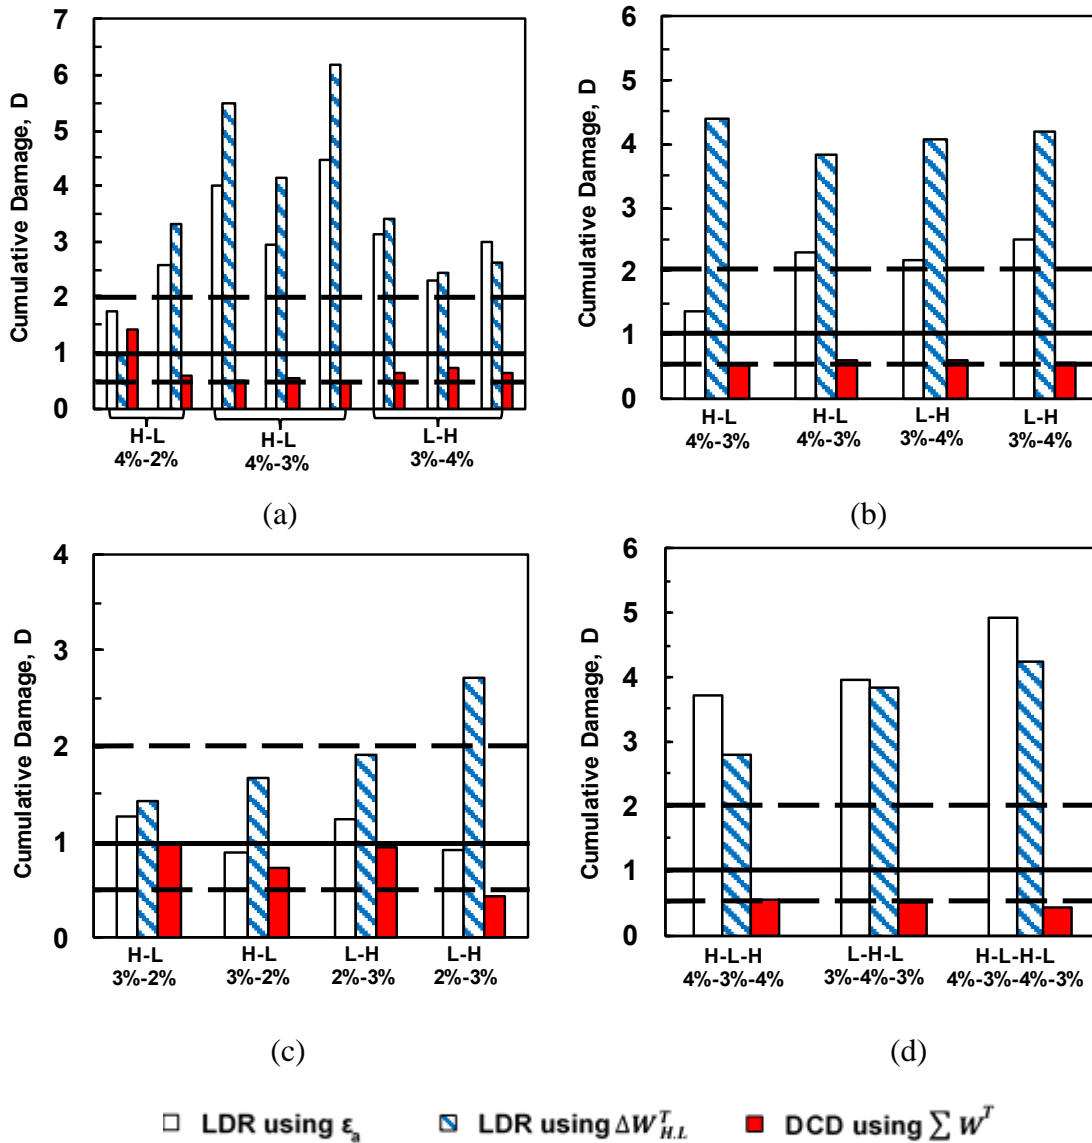 Cumulative Damage, D
7
6
5
4
3
2
1
0
H-L
4%-2%
H-L
4%-3%
L-H
3%-4%
(a)
Cumulative Damage, D
6
5
4
3
2
1
0
H-L
4%-3%
H-L
4%-3%
L-H
3%-4%
L-H
3%-4%
(b)
Cumulative Damage, D
4
3
2
1
0
H-L
3%-2%
H-L
3%-2%
L-H
2%-3%
L-H
2%-3%
(c)
Cumulative Damage, D
6
5
4
3
2
1
0
H-L-H
4%-3%-4%
L-H-L
3%-4%-3%
H-L-H-L
4%-3%-4%-3%
(d)
LDR using εa
LDR using ΔW^T_H.L
DCD using ∑ W^T